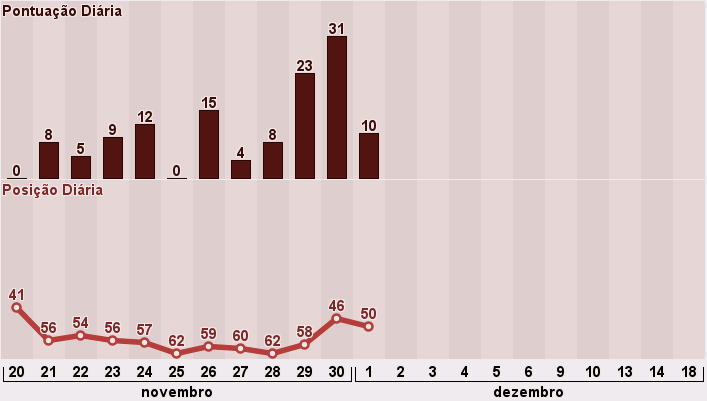 Pontuação Diária
0 8 5 9 12 0 15 4 8 23 31 10
Posição Diária
41 56 54 56 57 62 59 60 62 58 46 50
20 21 22 23 24 25 26 27 28 29 30 1 2 3 4 5 6 9 10 13 14 18
novembro dezembro